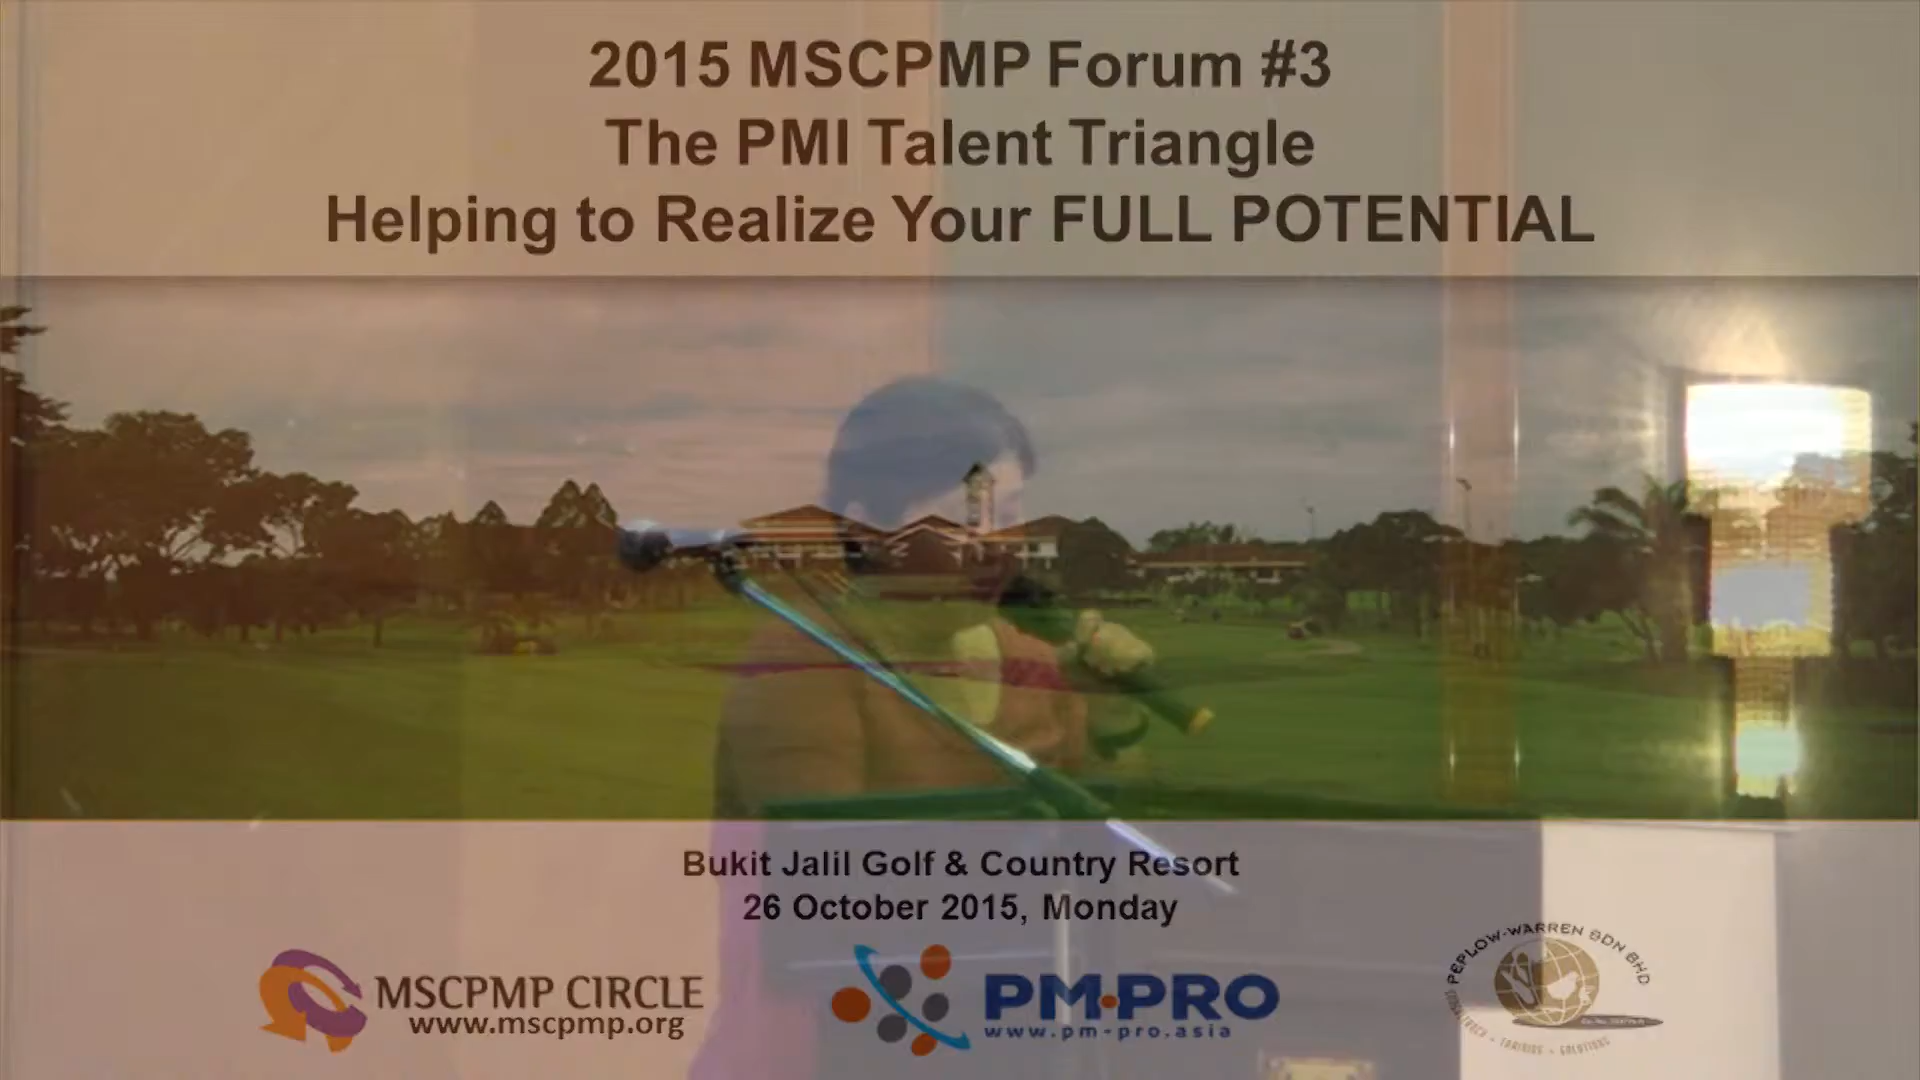 2015 MSCPMP Forum #3
The PMI Talent Triangle
Helping to Realize Your FULL POTENTIAL
Bukit Jalil Golf & Country Resort
26 October 2015, Monday
MSCPMP CIRCLE
www.mscpmp.org
PM-PRO
www.pm-pro.asia
PEPLOW-WARREN SDN BHD
TRAINING - SOLUTIONS